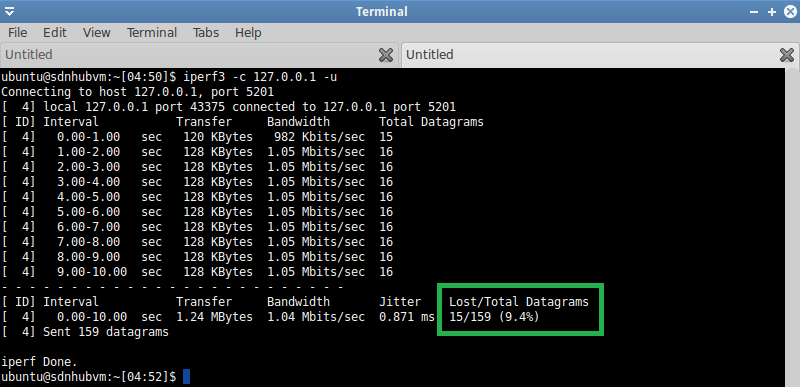 Terminal
File Edit View Terminal Tabs Help
Untitled Untitled
ubuntu@sdnhubvm:~[04:50]$ iperf3 -c 127.0.0.1 -u
Connecting to host 127.0.0.1, port 5201
[  4] local 127.0.0.1 port 43375 connected to 127.0.0.1 port 5201
[ ID] Interval           Transfer     Bandwidth       Total Datagrams
[  4]   0.00-1.00   sec   120 KBytes   982 Kbits/sec  15
[  4]   1.00-2.00   sec   128 KBytes  1.05 Mbits/sec  16
[  4]   2.00-3.00   sec   128 KBytes  1.05 Mbits/sec  16
[  4]   3.00-4.00   sec   128 KBytes  1.05 Mbits/sec  16
[  4]   4.00-5.00   sec   128 KBytes  1.05 Mbits/sec  16
[  4]   5.00-6.00   sec   128 KBytes  1.05 Mbits/sec  16
[  4]   6.00-7.00   sec   128 KBytes  1.05 Mbits/sec  16
[  4]   7.00-8.00   sec   128 KBytes  1.05 Mbits/sec  16
[  4]   8.00-9.00   sec   128 KBytes  1.05 Mbits/sec  16
[  4]   9.00-10.00  sec   128 KBytes  1.05 Mbits/sec  16
- - - - - - - - - - - - - - - - - - - - - - - - -
[ ID] Interval           Transfer     Bandwidth       Jitter    Lost/Total Datagrams
[  4]   0.00-10.00  sec  1.24 MBytes  1.04 Mbits/sec  0.871 ms  15/159 (9.4%)
[  4] Sent 159 datagrams
iperf Done.
ubuntu@sdnhubvm:~[04:52]$